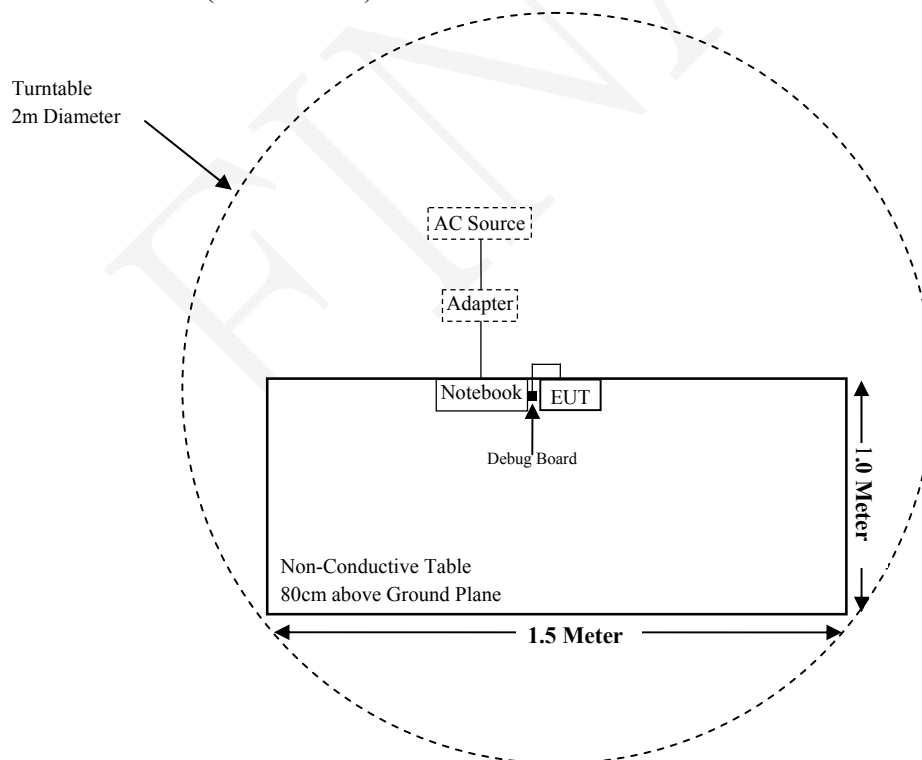 Turntable
2m Diameter
AC Source
Adapter
Notebook
EUT
Debug Board
1.0 Meter
Non-Conductive Table
80cm above Ground Plane
1.5 Meter